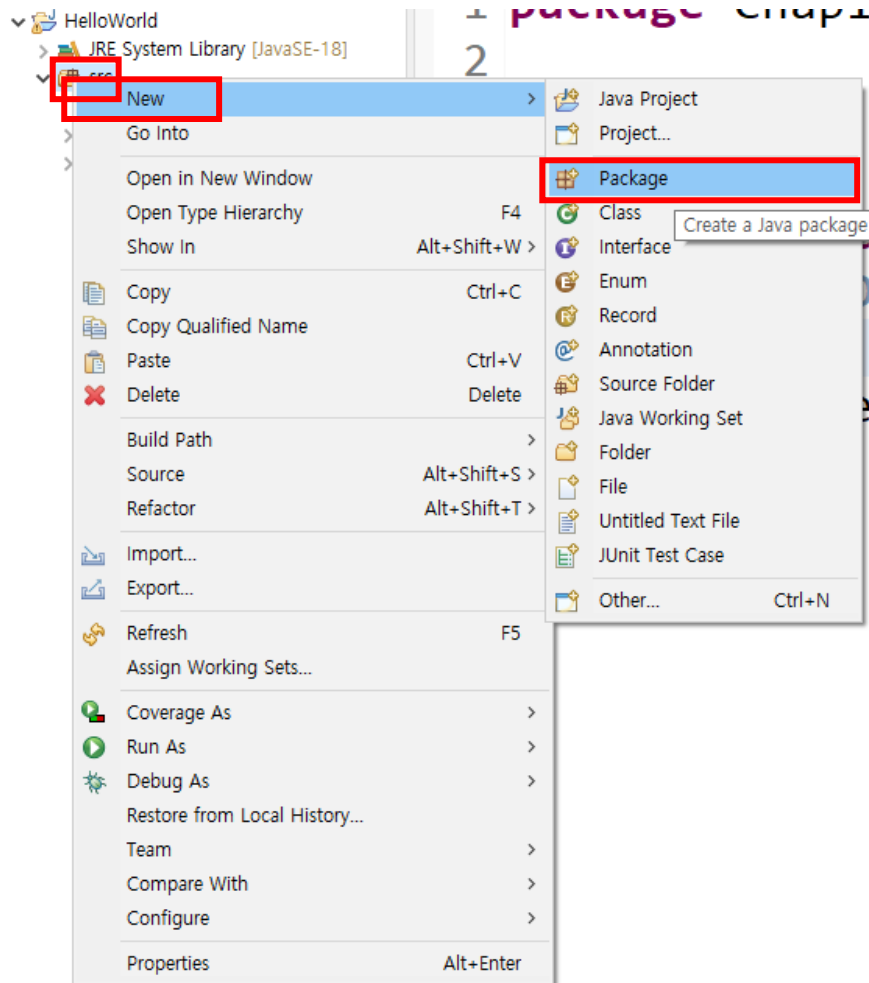 HelloWorld
JRE System Library [JavaSE-18]
src
1 package
2
New
Go Into
Open in New Window
Open Type Hierarchy F4
Show In Alt+Shift+W >
Copy Ctrl+C
Copy Qualified Name
Paste Ctrl+V
Delete Delete
Build Path
Source Alt+Shift+S >
Refactor Alt+Shift+T >
Import...
Export...
Refresh F5
Assign Working Sets...
Coverage As
Run As
Debug As
Restore from Local History...
Team
Compare With
Configure
Properties Alt+Enter
Java Project
Project...
Package
Class
Create a Java package
Interface
Enum
Record
Annotation
Source Folder
Java Working Set
Folder
File
Untitled Text File
JUnit Test Case
Other... Ctrl+N